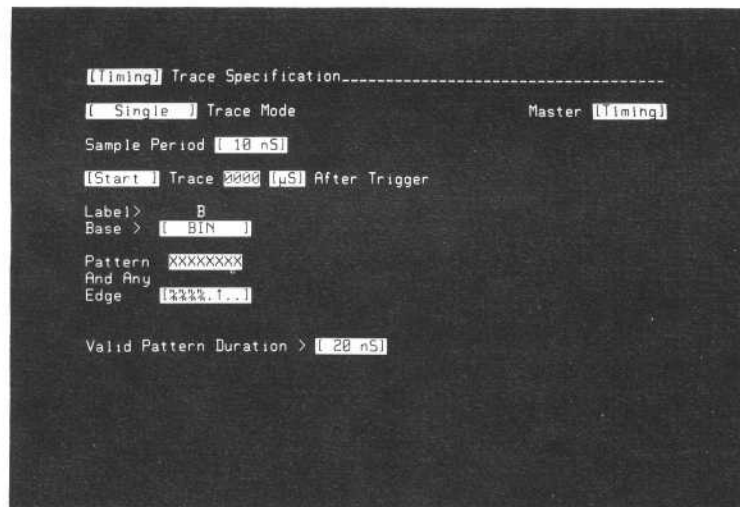 [Timing] Trace Specification
[ Single ] Trace Mode Master [Timing]
Sample Period [ 10 nS]
[Start ] Trace 0000 [µS] After Trigger
Label> B
Base > [ BIN ]
Pattern XXXXXXXX
And Any
Edge [%%%%.↑..]
Valid Pattern Duration > [ 20 nS]